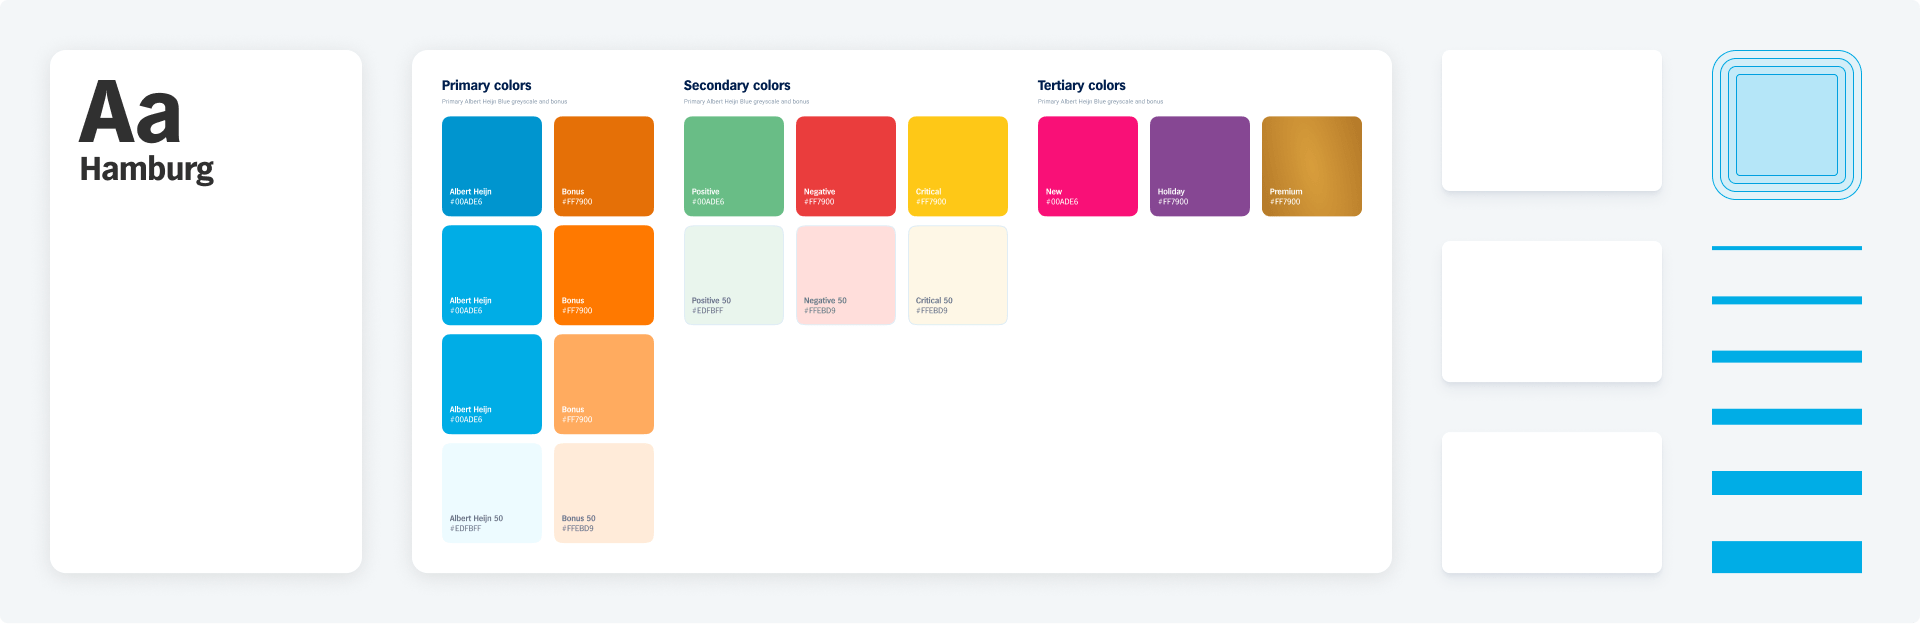 Aa
Hamburg
Primary colors
Primary Albert Heijn Blue greyscale and bonus
Albert Heijn
#00ADE6
Bonus
#FF7900
Albert Heijn
#00ADE6
Bonus
#FF7900
Albert Heijn
#00ADE6
Bonus
#FF7900
Albert Heijn 50
#EDFBFF
Bonus 50
#FFEBD9
Secondary colors
Primary Albert Heijn Blue greyscale and bonus
Positive
#00ADE6
Negative
#FF7900
Critical
#FF7900
Positive 50
#EDFBFF
Negative 50
#FFEBD9
Critical 50
#FFEBD9
Tertiary colors
Primary Albert Heijn Blue greyscale and bonus
New
#00ADE6
Holiday
#FF7900
Premium
#FF7900